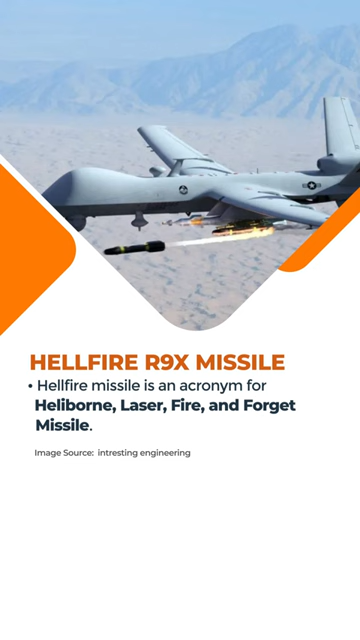 HELLFIRE R9X MISSILE
• Hellfire missile is an acronym for
Heliborne, Laser, Fire, and Forget
Missile.
Image Source: intresting engineering